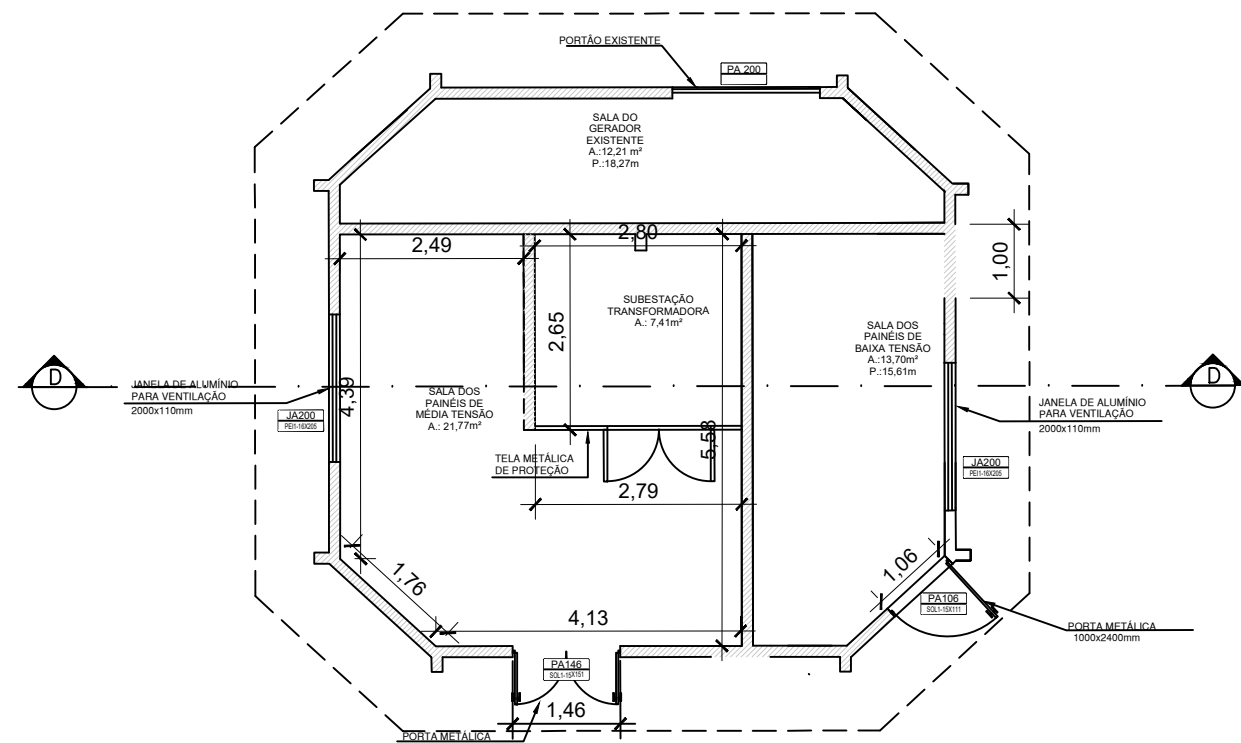 PORTÃO EXISTENTE
PA 200
SALA DO
GERADOR
EXISTENTE
A.:12,21 m²
P.:18,27m
2,49
2,80
1,00
SUBESTAÇÃO
TRANSFORMADORA
A.: 7,41m²
2,65
SALA DOS
PAINÉIS DE
BAIXA TENSÃO
A.:13,70m²
P.:15,61m
D
D
JANELA DE ALUMÍNIO
PARA VENTILAÇÃO
2000x110mm
4,39
SALA DOS
PAINÉIS DE
MÉDIA TENSÃO
A.: 21,77m²
JANELA DE ALUMÍNIO
PARA VENTILAÇÃO
2000x110mm
JA200
PEI1-16X205
5,58
TELA METÁLICA
DE PROTEÇÃO
JA200
PEI1-16X205
2,79
1,76
1,06
PA106
SOL1-15X111
4,13
PORTA METÁLICA
1000x2400mm
PA146
SOL1-15X151
1,46
PORTA METÁLICA